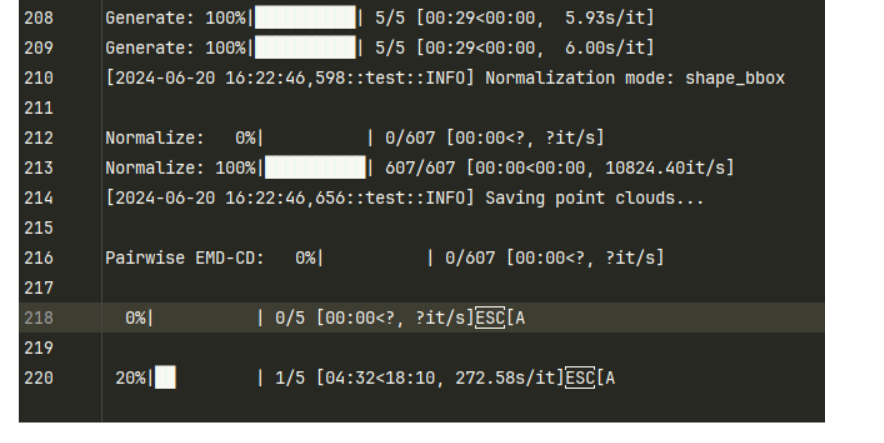 208 Generate: 100%|██████████| 5/5 [00:29<00:00,  5.93s/it]
209 Generate: 100%|██████████| 5/5 [00:29<00:00,  6.00s/it]
210 [2024-06-20 16:22:46,598::test::INFO] Normalization mode: shape_bbox
211
212 Normalize:   0%|          | 0/607 [00:00<?, ?it/s]
213 Normalize: 100%|██████████| 607/607 [00:00<00:00, 10824.40it/s]
214 [2024-06-20 16:22:46,656::test::INFO] Saving point clouds...
215
216 Pairwise EMD-CD:   0%|          | 0/607 [00:00<?, ?it/s]
217
218   0%|          | 0/5 [00:00<?, ?it/s]ESC[A
219
220  20%|██        | 1/5 [04:32<18:10, 272.58s/it]ESC[A